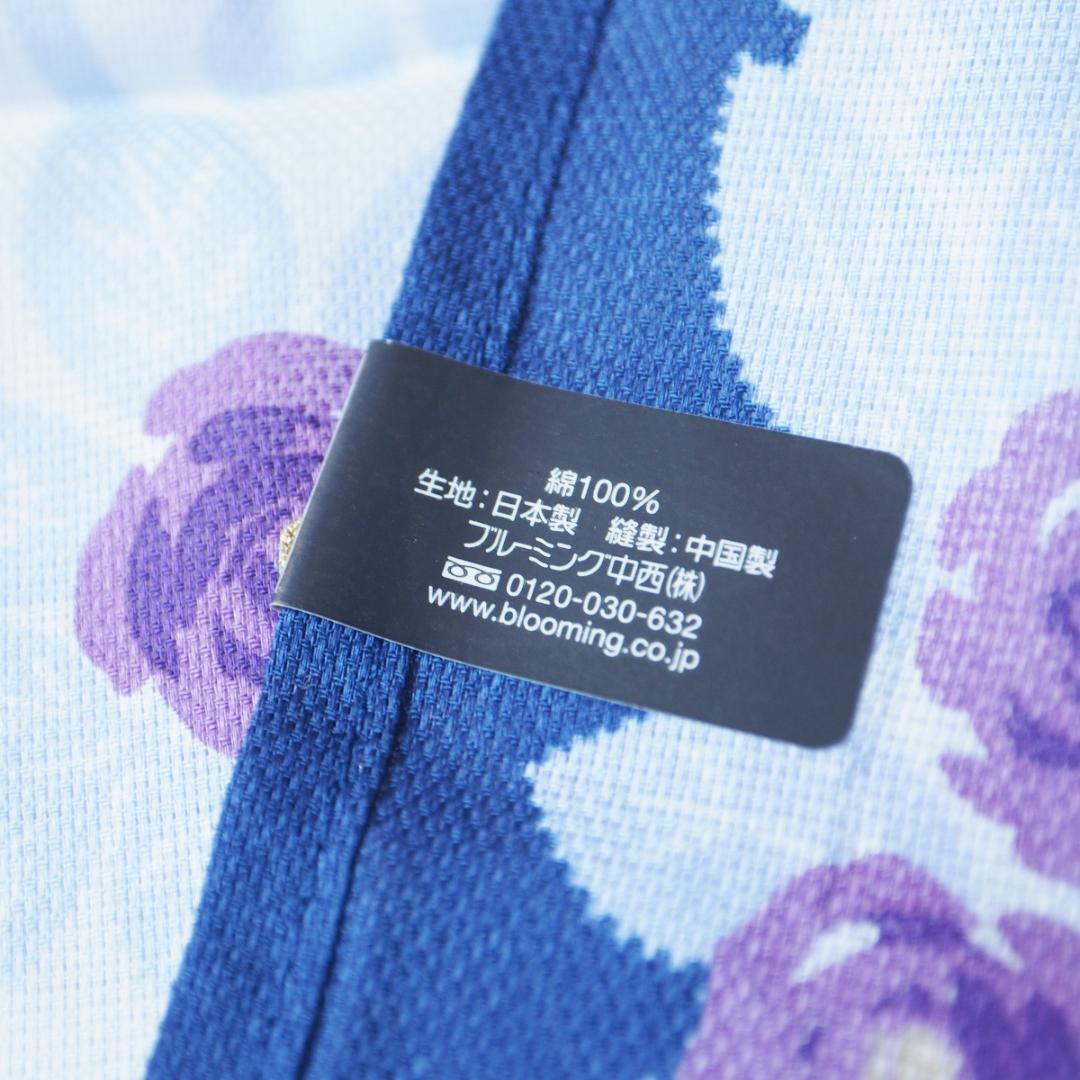 綿100%
生地:日本製 縫製:中国製
ブルーミング中西(株)
0120-030-632
www.blooming.co.jp